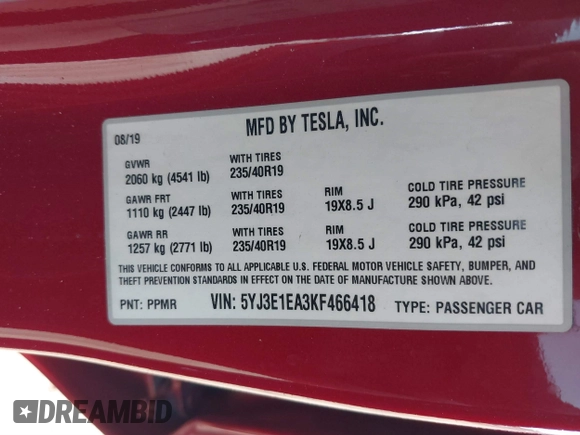 08/19
MFD BY TESLA, INC.
GVWR
2060 kg (4541 lb)
WITH TIRES
235/40R19
GAWR FRT
1110 kg (2447 lb)
WITH TIRES
235/40R19
RIM
19X8.5 J
COLD TIRE PRESSURE
290 kPa, 42 psi
GAWR RR
1257 kg (2771 lb)
WITH TIRES
235/40R19
RIM
19X8.5 J
COLD TIRE PRESSURE
290 kPa, 42 psi
THIS VEHICLE CONFORMS TO ALL APPLICABLE U.S. FEDERAL MOTOR VEHICLE SAFETY, BUMPER, AND
THEFT PREVENTION STANDARDS IN EFFECT ON THE DATE OF MANUFACTURE SHOWN ABOVE.
PNT: PPMR
VIN: 5YJ3E1EA3KF466418
TYPE: PASSENGER CAR
DREAMBID